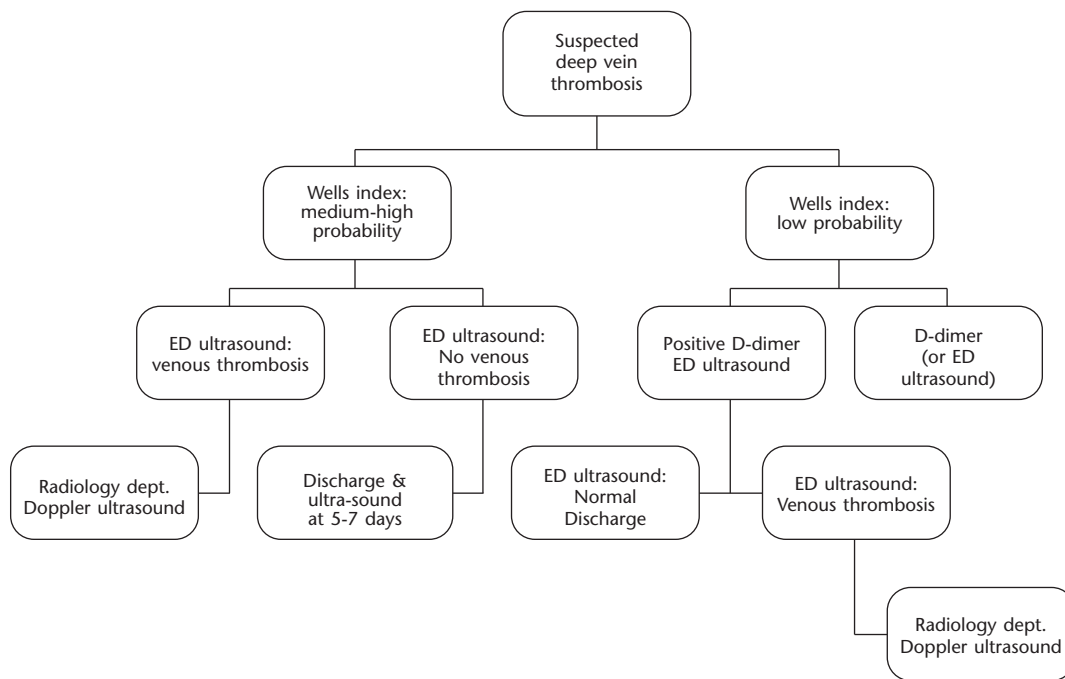 Suspected
deep vein
thrombosis
Wells index:
medium-high
probability
Wells index:
low probability
ED ultrasound:
venous thrombosis
ED ultrasound:
No venous
thrombosis
Positive D-dimer
ED ultrasound
D-dimer
(or ED
ultrasound)
Radiology dept.
Doppler ultrasound
Discharge &
ultra-sound
at 5-7 days
ED ultrasound:
Normal
Discharge
ED ultrasound:
Venous thrombosis
Radiology dept.
Doppler ultrasound